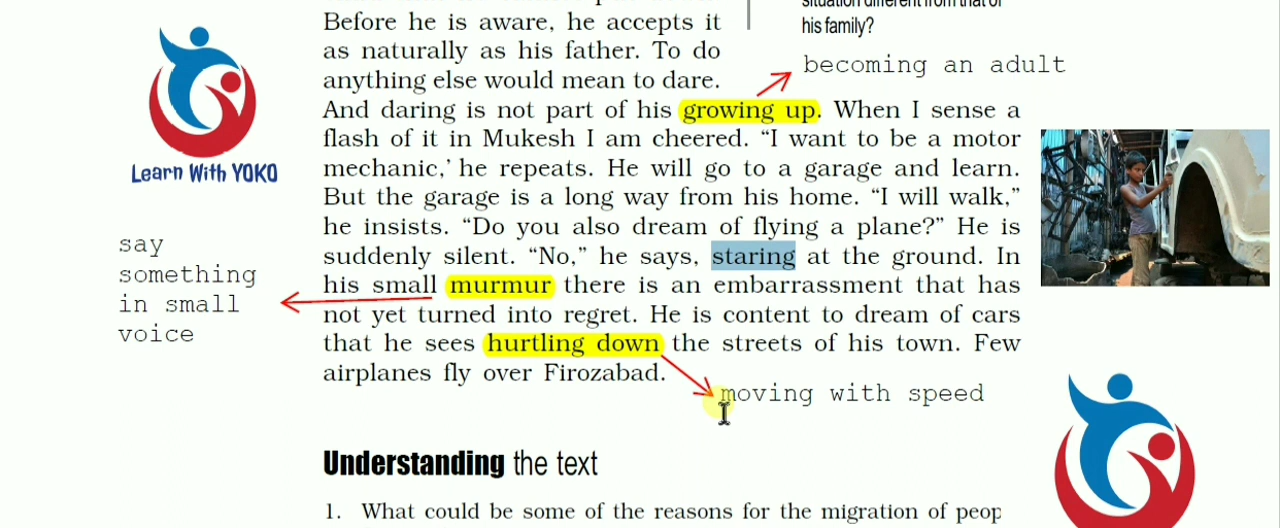 situation different from that of
his family?
Before he is aware, he accepts it
as naturally as his father. To do
anything else would mean to dare.
becoming an adult
And daring is not part of his growing up. When I sense a
flash of it in Mukesh I am cheered. “I want to be a motor
mechanic,’ he repeats. He will go to a garage and learn.
But the garage is a long way from his home. “I will walk,”
he insists. “Do you also dream of flying a plane?” He is
suddenly silent. “No,” he says, staring at the ground. In
his small murmur there is an embarrassment that has
not yet turned into regret. He is content to dream of cars
that he sees hurtling down the streets of his town. Few
airplanes fly over Firozabad.
Learn With YOKO
say
something
in small
voice
moving with speed
Understanding the text
1. What could be some of the reasons for the migration of